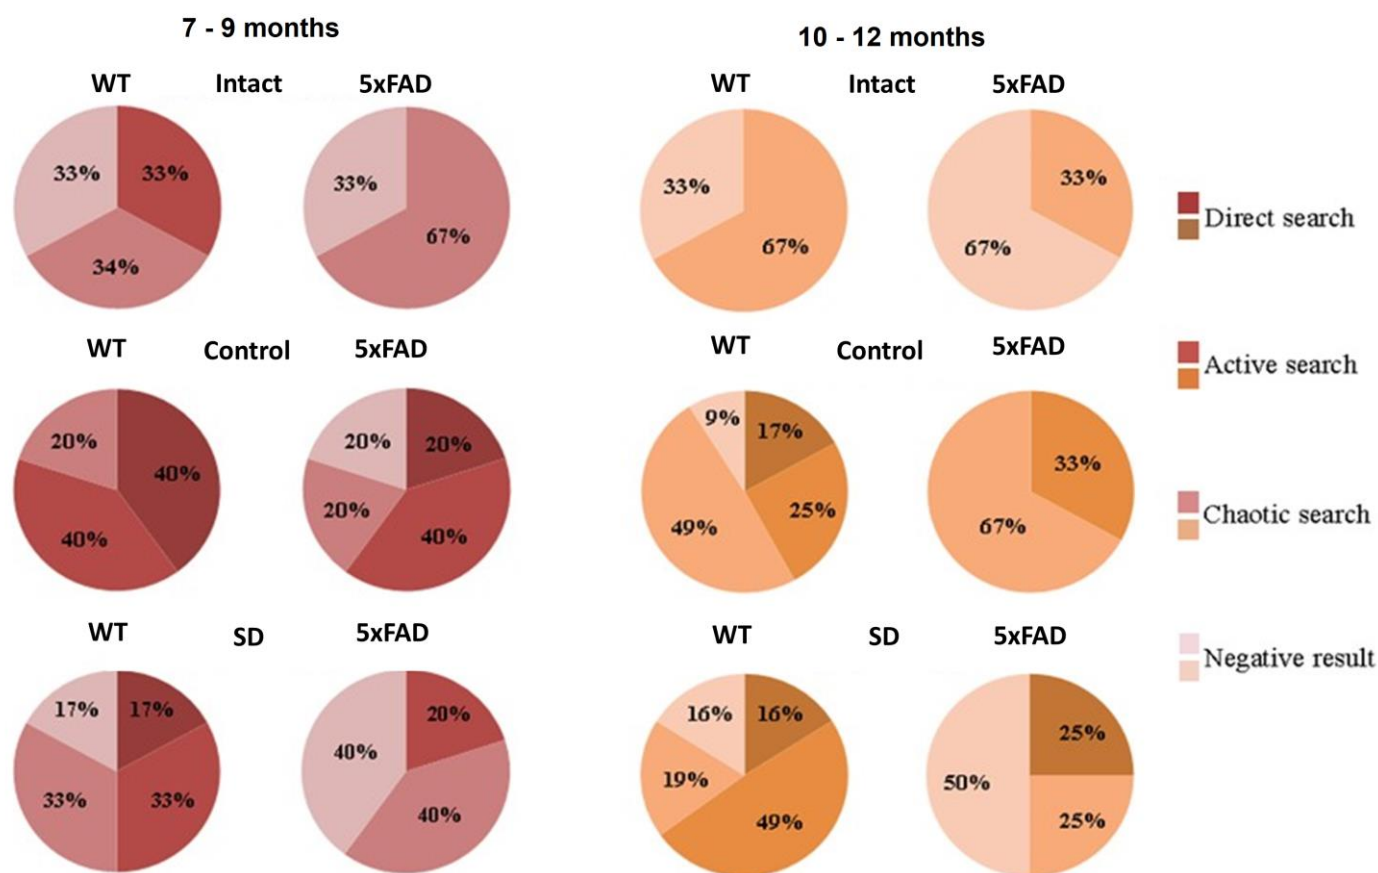 7 - 9 months
10 - 12 months
WT Intact 5xFAD
WT Intact 5xFAD
33% 33%
34%
33%
67%
33%
67%
33%
67%
Direct search
WT Control 5xFAD
WT Control 5xFAD
Active search
20%
40%
40%
20% 20%
20%
40%
9%
17%
49%
25%
33%
67%
Chaotic search
WT SD 5xFAD
WT SD 5xFAD
Negative result
17% 17%
33% 33%
20%
40%
40%
16% 16%
19%
49%
25%
50%
25%